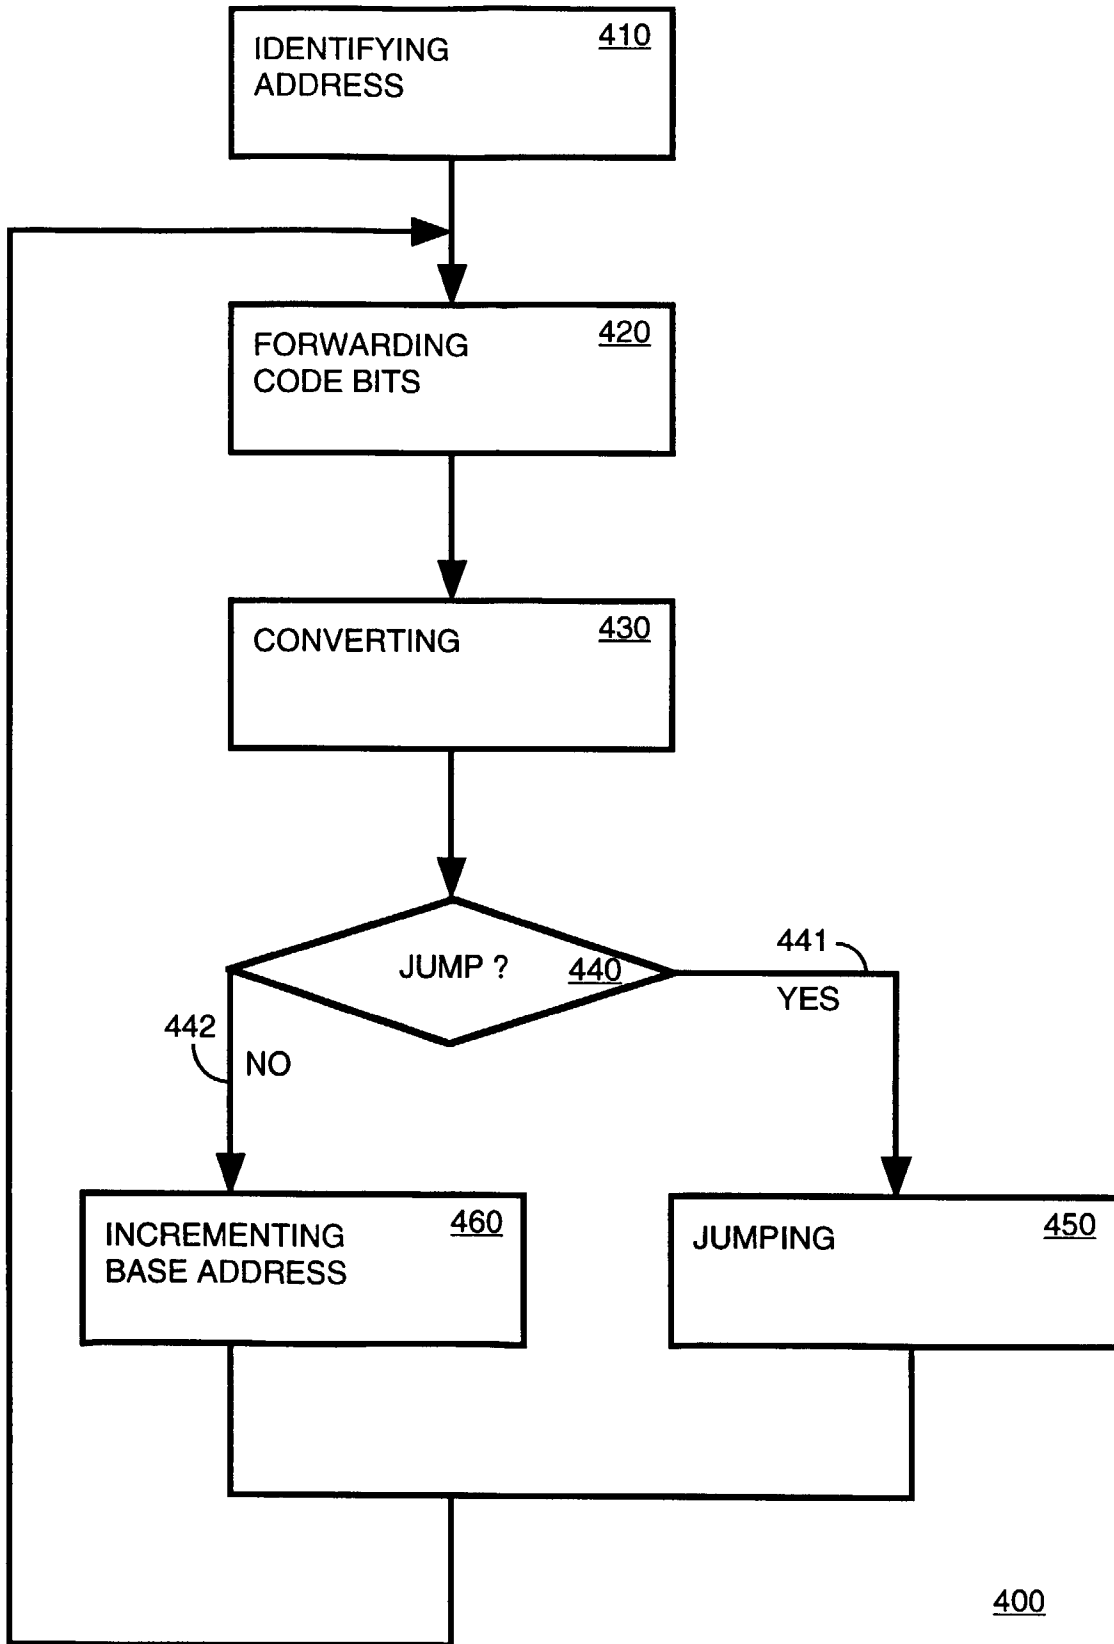 IDENTIFYING 410
ADDRESS
FORWARDING 420
CODE BITS
CONVERTING 430
JUMP ? 440
441
YES
442
NO
INCREMENTING 460
BASE ADDRESS
JUMPING 450
400